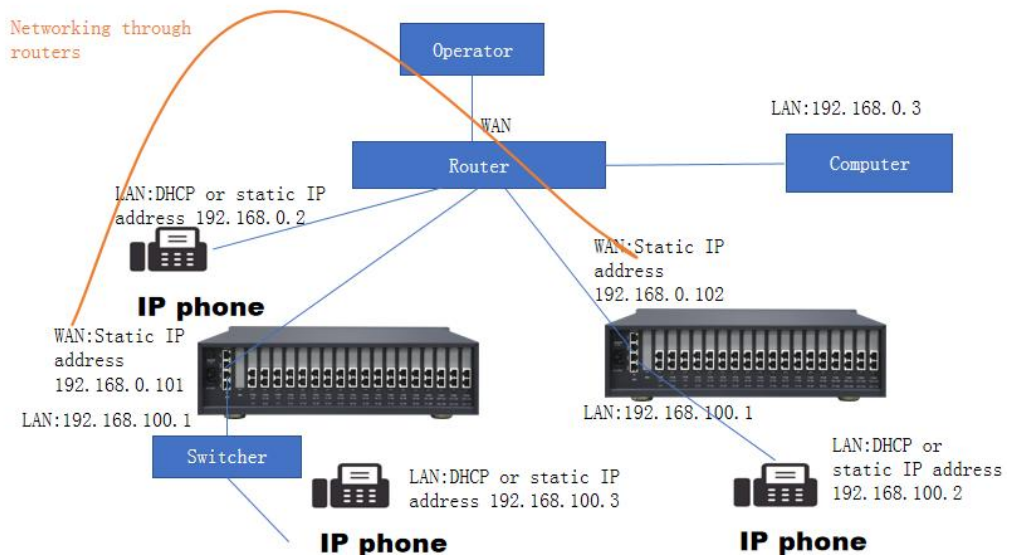 Networking through
routers
Operator
WAN
LAN:192.168.0.3
Router
Computer
LAN:DHCP or static IP
address 192.168.0.2
IP phone
WAN:Static IP
address
192.168.0.102
WAN:Static IP
address
192.168.0.101
LAN:192.168.100.1
LAN:192.168.100.1
Switcher
LAN:DHCP or static IP
address 192.168.100.3
IP phone
LAN:DHCP or
static IP address
192.168.100.2
IP phone